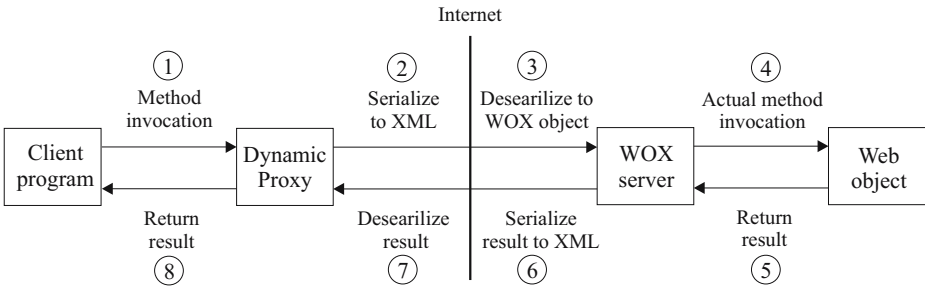 Internet
1
2
3
4
Method
invocation
Serialize
to XML
Desearilize to
WOX object
Actual method
invocation
Client
program
Dynamic
Proxy
WOX
server
Web
object
Return
result
Desearilize
result
Serialize
result to XML
Return
result
8
7
6
5